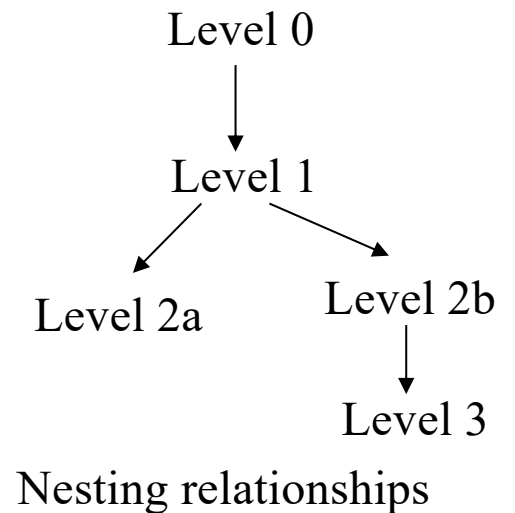 Level 0
Level 1
Level 2a
Level 2b
Level 3
Nesting relationships